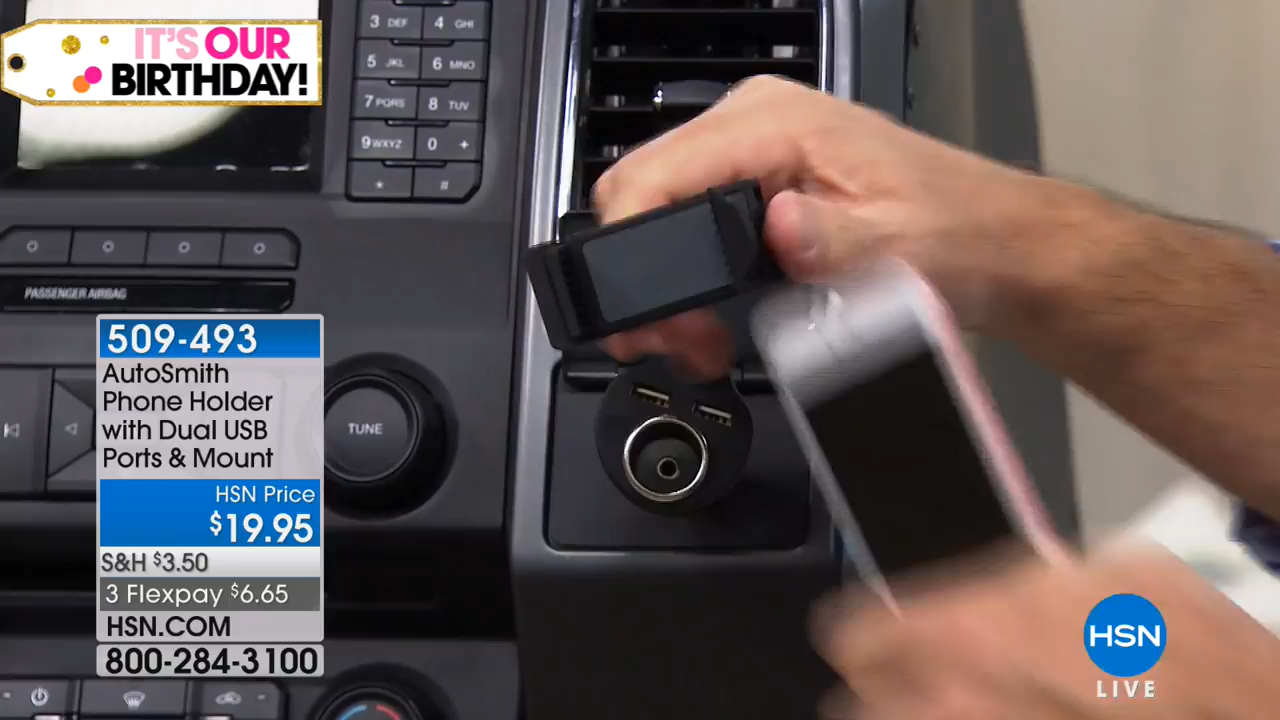 IT'S OUR
BIRTHDAY!
3 DEF 4 GHI
5 JKL 6 MNO
7 PQRS 8 TUV
9 WXYZ 0 +
* #
PASSENGER AIRBAG
TUNE
509-493
AutoSmith
Phone Holder
with Dual USB
Ports & Mount
HSN Price
$19.95
S&H $3.50
3 Flexpay $6.65
HSN.COM
800-284-3100
HSN
LIVE